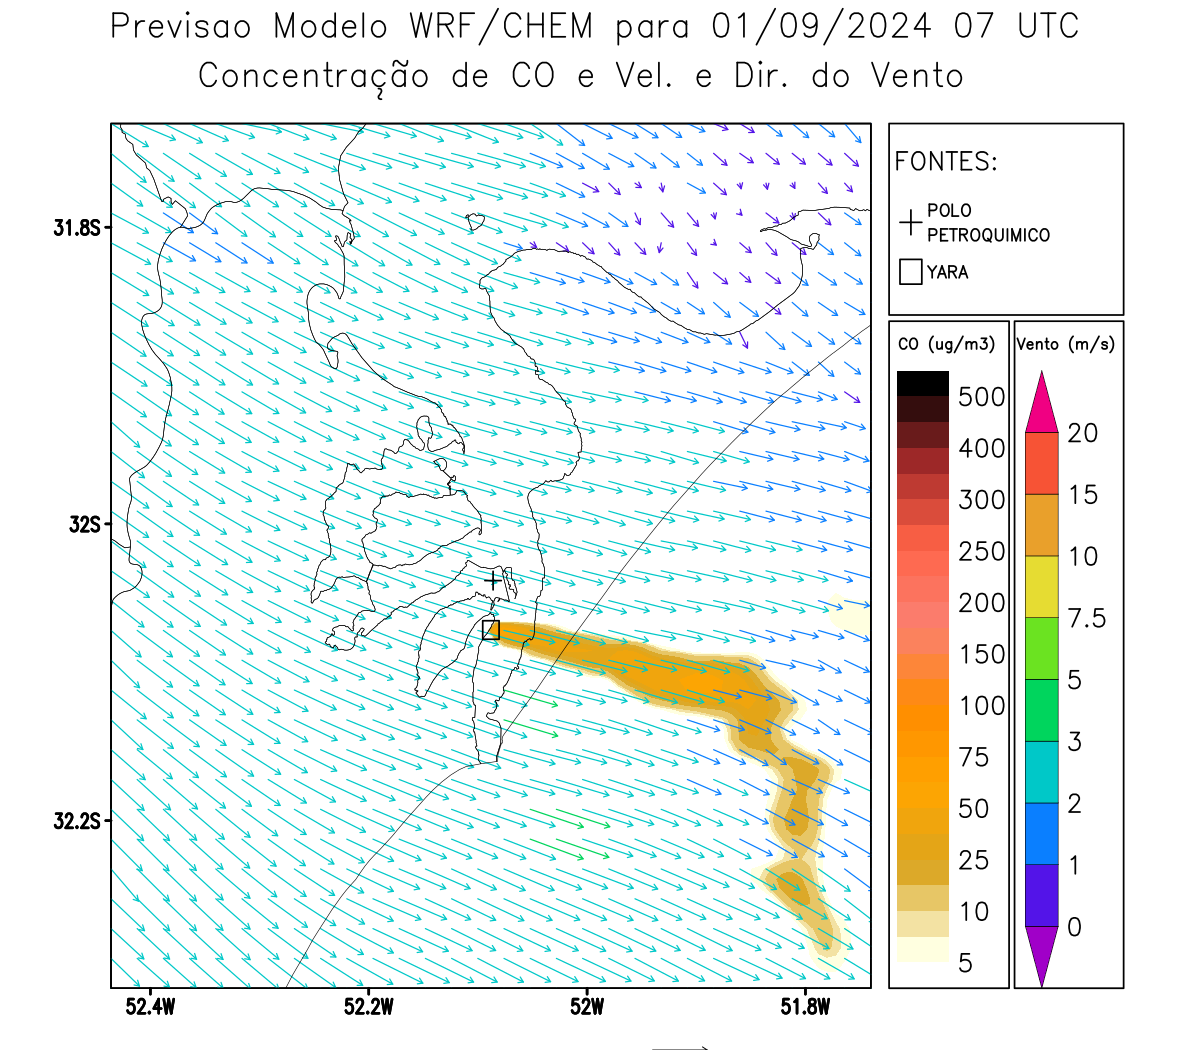 Previsao Modelo WRF/CHEM para 01/09/2024 07 UTC
Concentração de CO e Vel. e Dir. do Vento
FONTES:
POLO
PETROQUIMICO
YARA
CO (ug/m3)
500
400
300
250
200
150
100
75
50
25
10
5
Vento (m/s)
20
15
10
7.5
5
3
2
1
0
31.8S
32S
32.2S
52.4W
52.2W
52W
51.8W